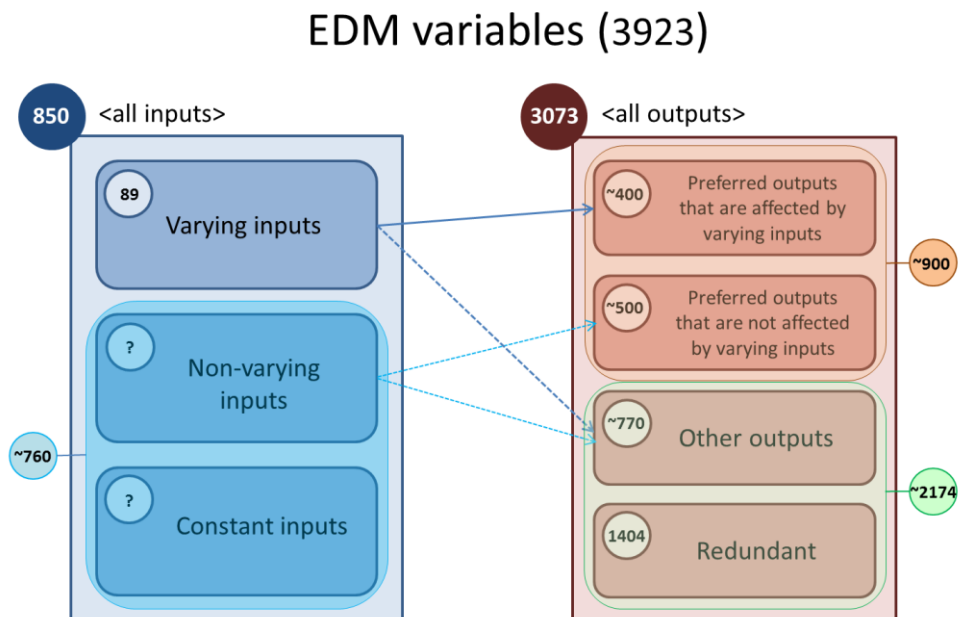 EDM variables (3923)
850
<all inputs>
89
Varying inputs
?
Non-varying
inputs
~760
?
Constant inputs
3073
<all outputs>
~400
Preferred outputs
that are affected by
varying inputs
~900
~500
Preferred outputs
that are not affected
by varying inputs
~770
Other outputs
~2174
1404
Redundant